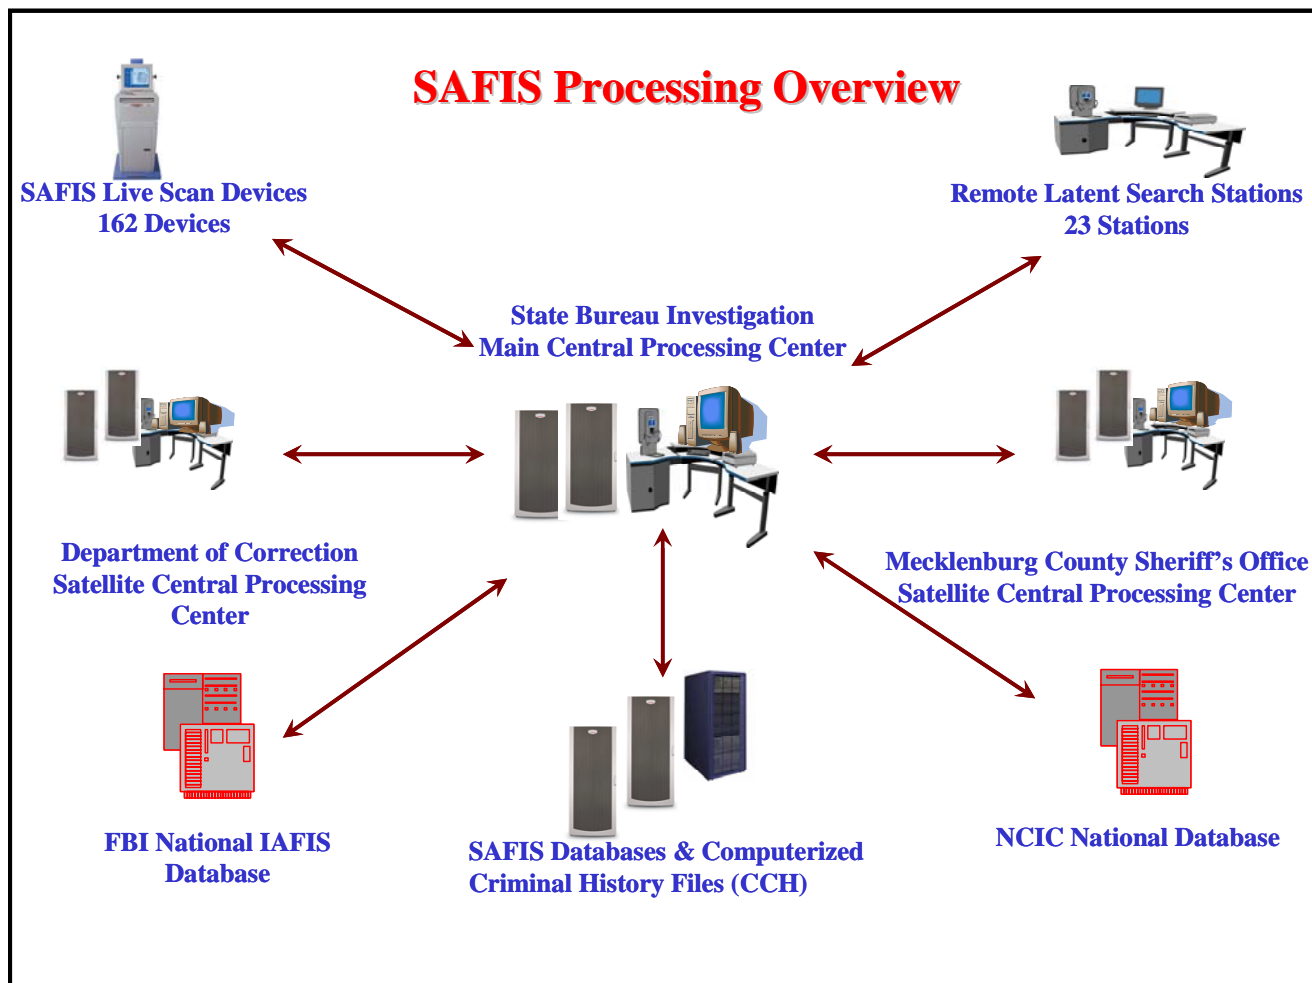 SAFIS Processing Overview
SAFIS Live Scan Devices
162 Devices
Remote Latent Search Stations
23 Stations
State Bureau Investigation
Main Central Processing Center
Department of Correction
Satellite Central Processing
Center
Mecklenburg County Sheriff's Office
Satellite Central Processing Center
FBI National IAFIS
Database
SAFIS Databases & Computerized
Criminal History Files (CCH)
NCIC National Database